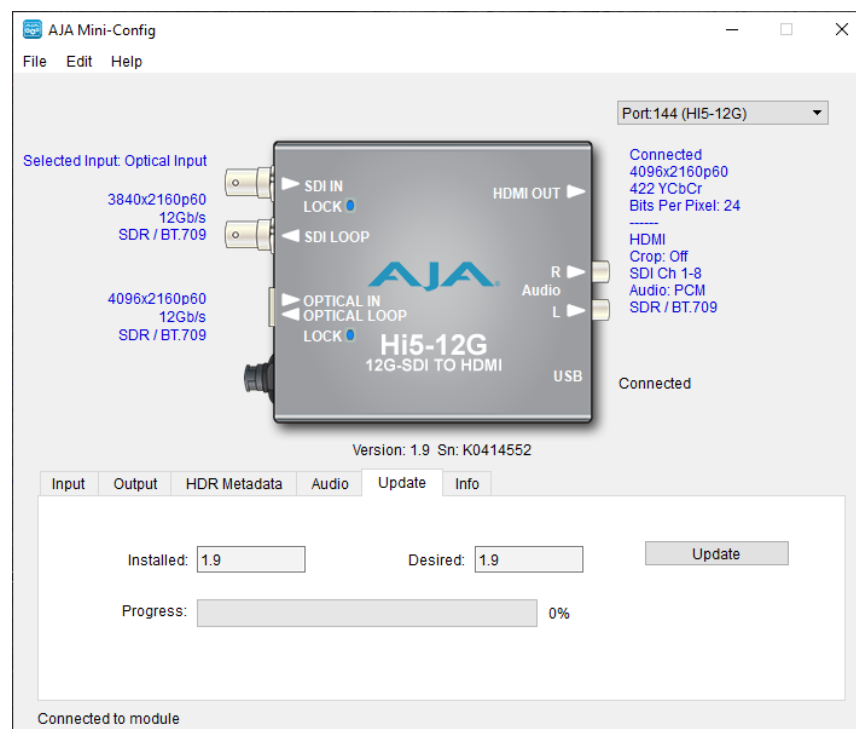 AJA Mini-Config
File Edit Help
Port:144 (HI5-12G)
Selected Input: Optical Input
3840x2160p60
12Gb/s
SDR / BT.709
4096x2160p60
12Gb/s
SDR / BT.709
SDI IN
LOCK
SDI LOOP
OPTICAL IN
OPTICAL LOOP
LOCK
HDMI OUT
AJA
R
Audio
L
Hi5-12G
12G-SDI TO HDMI
USB
Connected
4096x2160p60
422 YCbCr
Bits Per Pixel: 24
------
HDMI
Crop: Off
SDI Ch 1-8
Audio: PCM
SDR / BT.709
Connected
Version: 1.9 Sn: K0414552
Input Output HDR Metadata Audio Update Info
Installed: 1.9 Desired: 1.9 Update
Progress: 0%
Connected to module